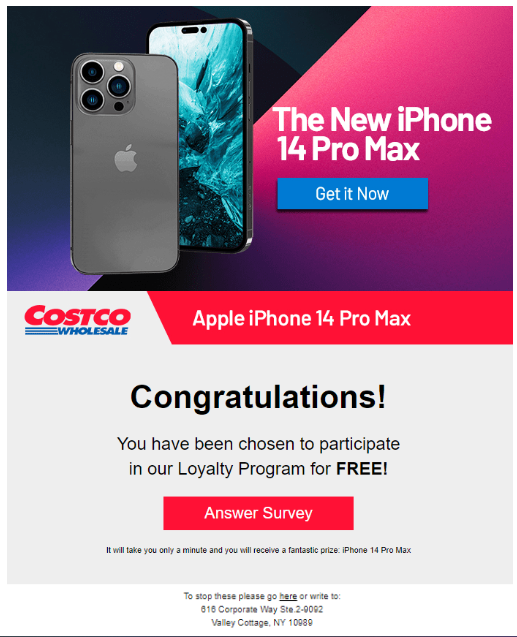 The New iPhone
14 Pro Max
Get it Now
COSTCO
WHOLESALE
Apple iPhone 14 Pro Max
Congratulations!
You have been chosen to participate
in our Loyalty Program for FREE!
Answer Survey
It will take you only a minute and you will receive a fantastic prize: iPhone 14 Pro Max
To stop these please go here or write to:
616 Corporate Way Ste.2-9092
Valley Cottage, NY 10989